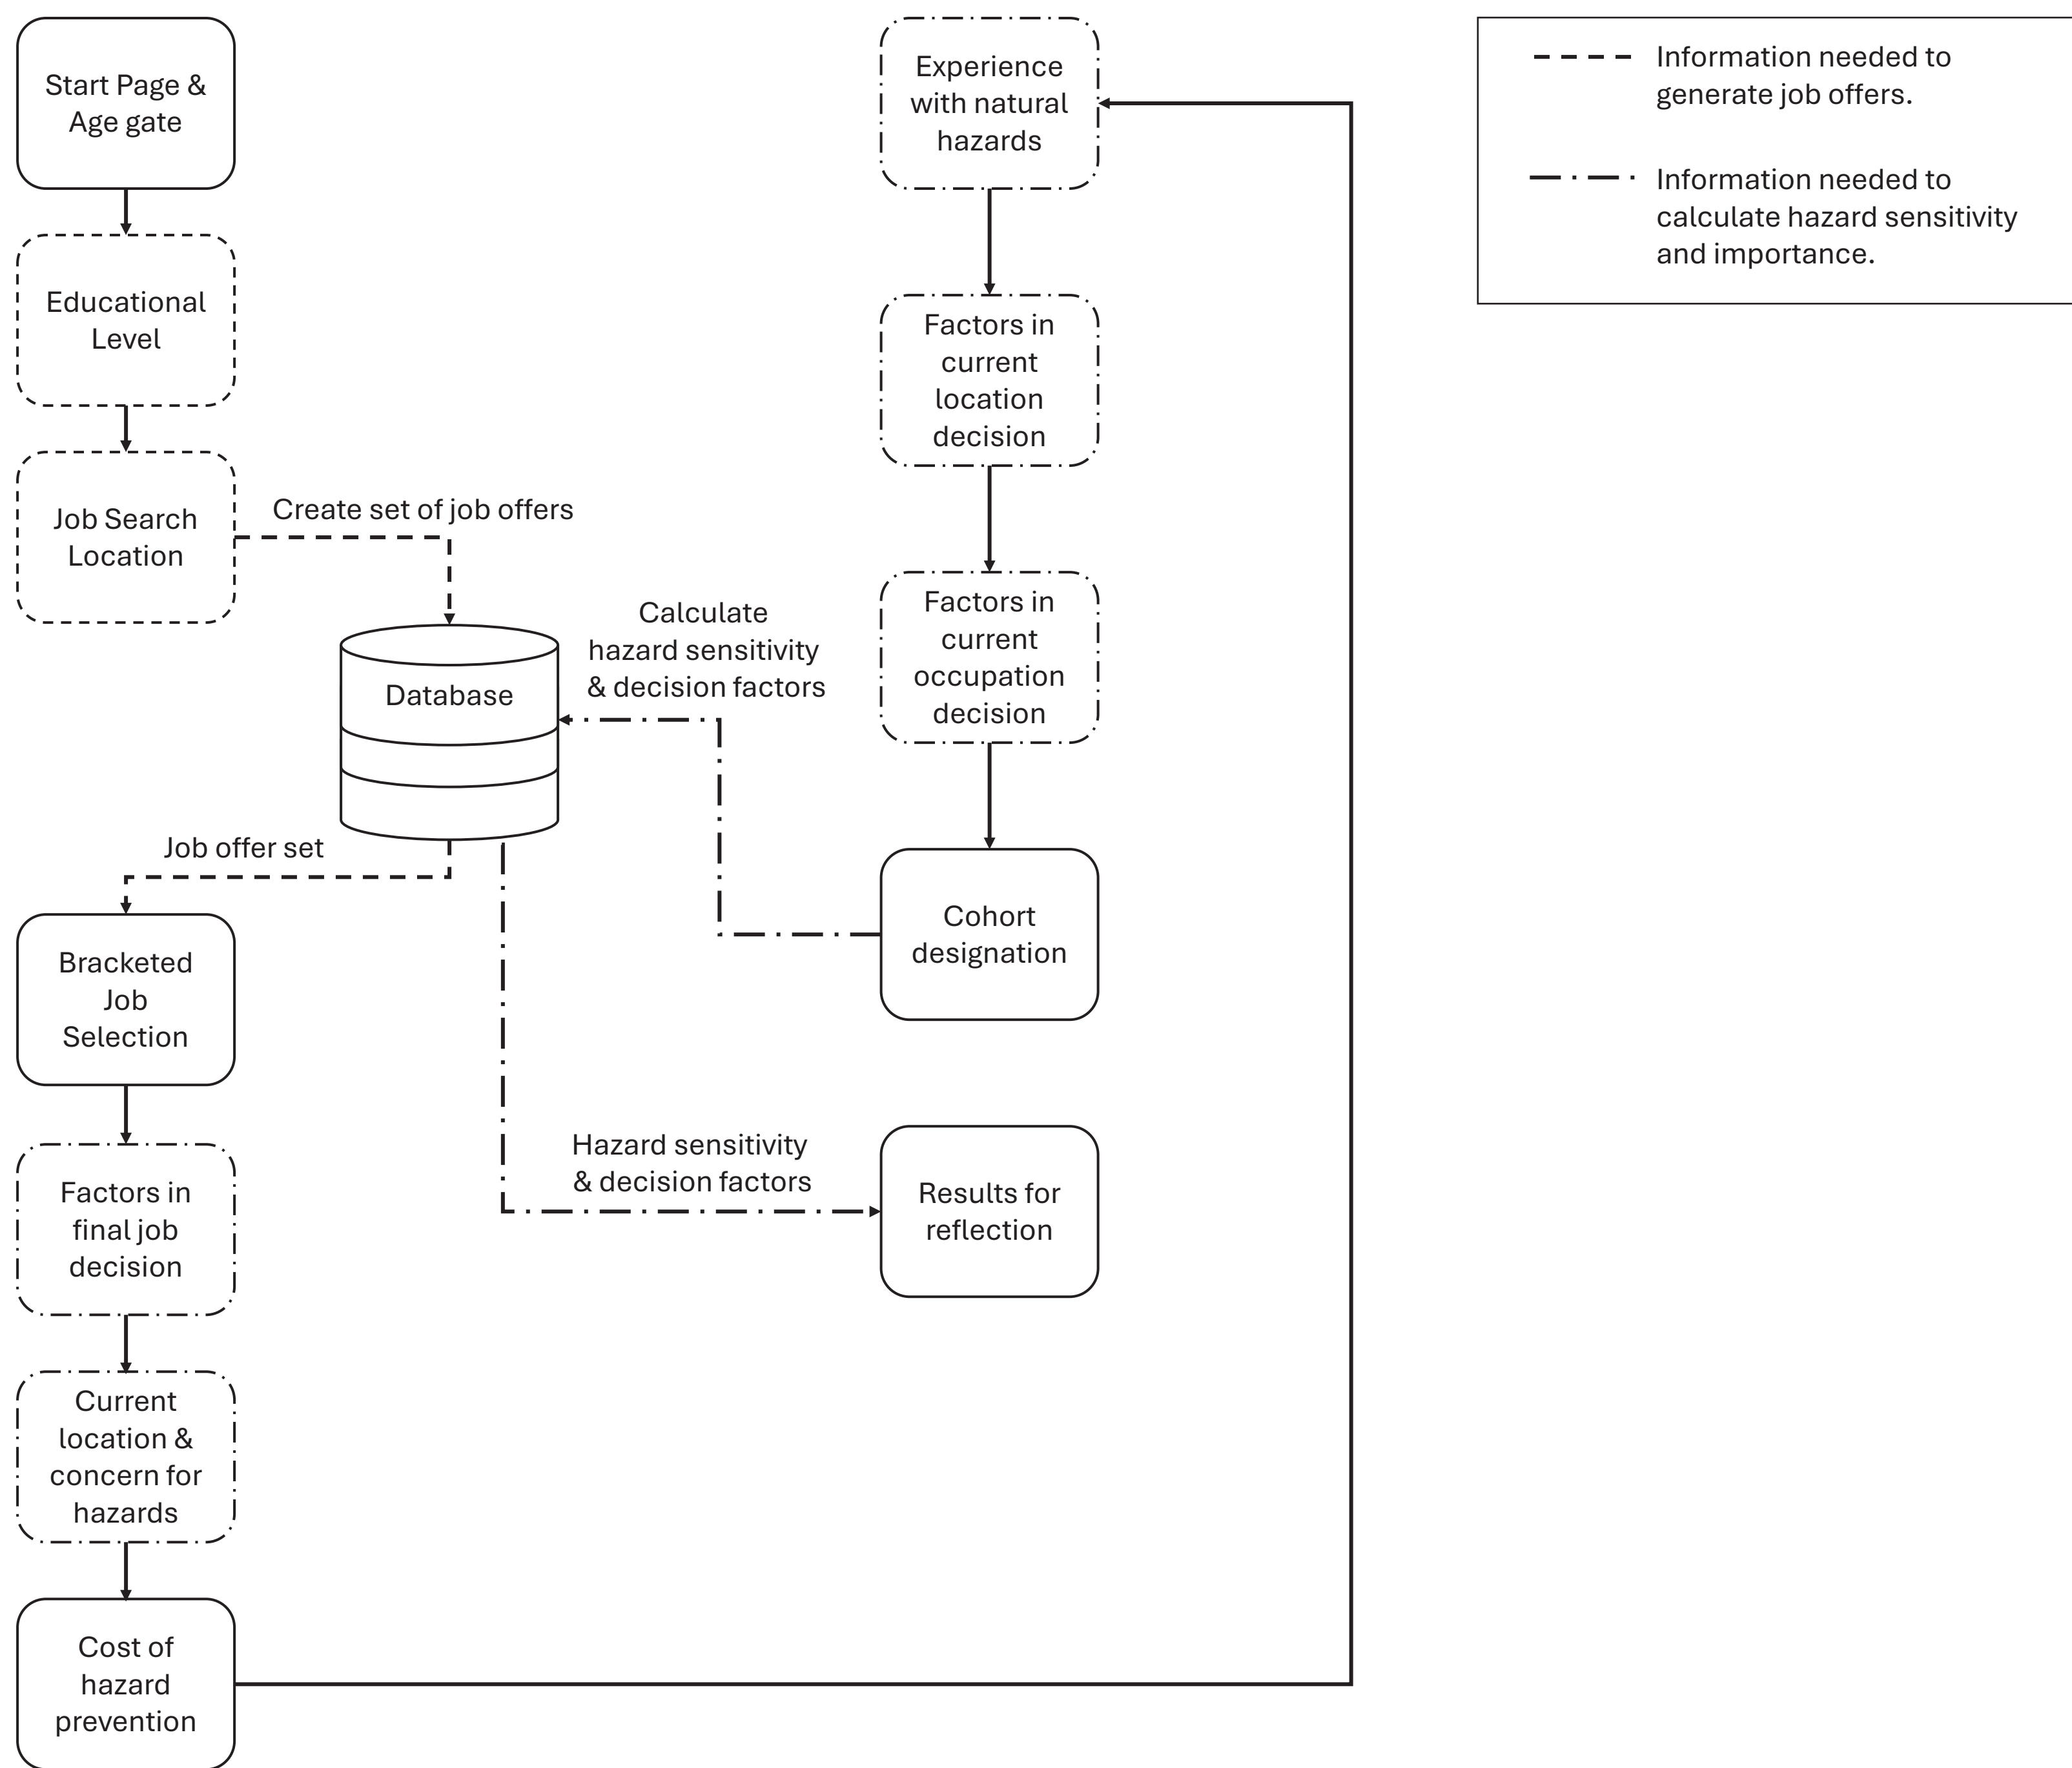 Start Page &
Age gate
Educational
Level
Job Search
Location
Create set of job offers
Database
Job offer set
Bracketed
Job
Selection
Factors in
final job
decision
Current
location &
concern for
hazards
Cost of
hazard
prevention
Experience
with natural
hazards
Factors in
current
location
decision
Factors in
current
occupation
decision
Cohort
designation
Calculate
hazard sensitivity
& decision factors
Hazard sensitivity
& decision factors
Results for
reflection
Information needed to
generate job offers.
Information needed to
calculate hazard sensitivity
and importance.